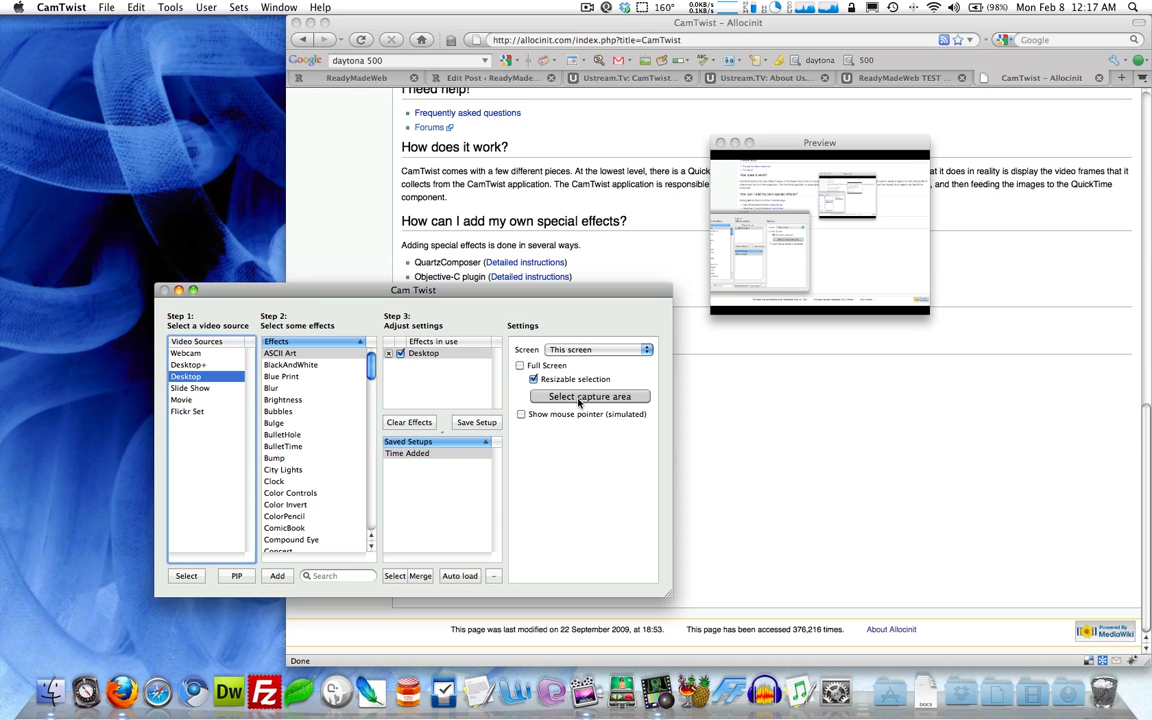 CamTwist File Edit Tools User Sets Window Help
160° 0.0KB/s (98%) Mon Feb 8 12:17 AM
CamTwist – Allocinit
http://allocinit.com/index.php?title=CamTwist
Google
Google daytona 500 daytona 500
ReadyMadeWeb
Edit Post ‹ ReadyMade...
Ustream.Tv: CamTwist...
Ustream.TV: About Us...
ReadyMadeWeb TEST ...
CamTwist – Allocinit
I need help!
Frequently asked questions
Forums
How does it work?
CamTwist comes with a few different pieces. At the lowest level, there is a Quick
at it does in reality is display the video frames that it
collects from the CamTwist application. The CamTwist application is responsible
, and then feeding the images to the QuickTime
component.
How can I add my own special effects?
Adding special effects is done in several ways.
QuartzComposer (Detailed instructions)
Objective-C plugin (Detailed instructions)
Preview
Cam Twist
Step 1:
Select a video source
Video Sources
Webcam
Desktop+
Desktop
Slide Show
Movie
Flickr Set
Select
PIP
Step 2:
Select some effects
Effects
ASCII Art
BlackAndWhite
Blue Print
Blur
Brightness
Bubbles
Bulge
BulletHole
BulletTime
Bump
City Lights
Clock
Color Controls
Color Invert
ColorPencil
ComicBook
Compound Eye
Concert
Add
Search
Step 3:
Adjust settings
Effects in use
Desktop
Clear Effects
Save Setup
Saved Setups
Time Added
Select
Merge
Auto load
-
Settings
Screen This screen
Full Screen
Resizable selection
Select capture area
Show mouse pointer (simulated)
This page was last modified on 22 September 2009, at 18:53. This page has been accessed 376,216 times. About Allocinit
Powered By
MediaWiki
Done
Dw
FZ
DOCX